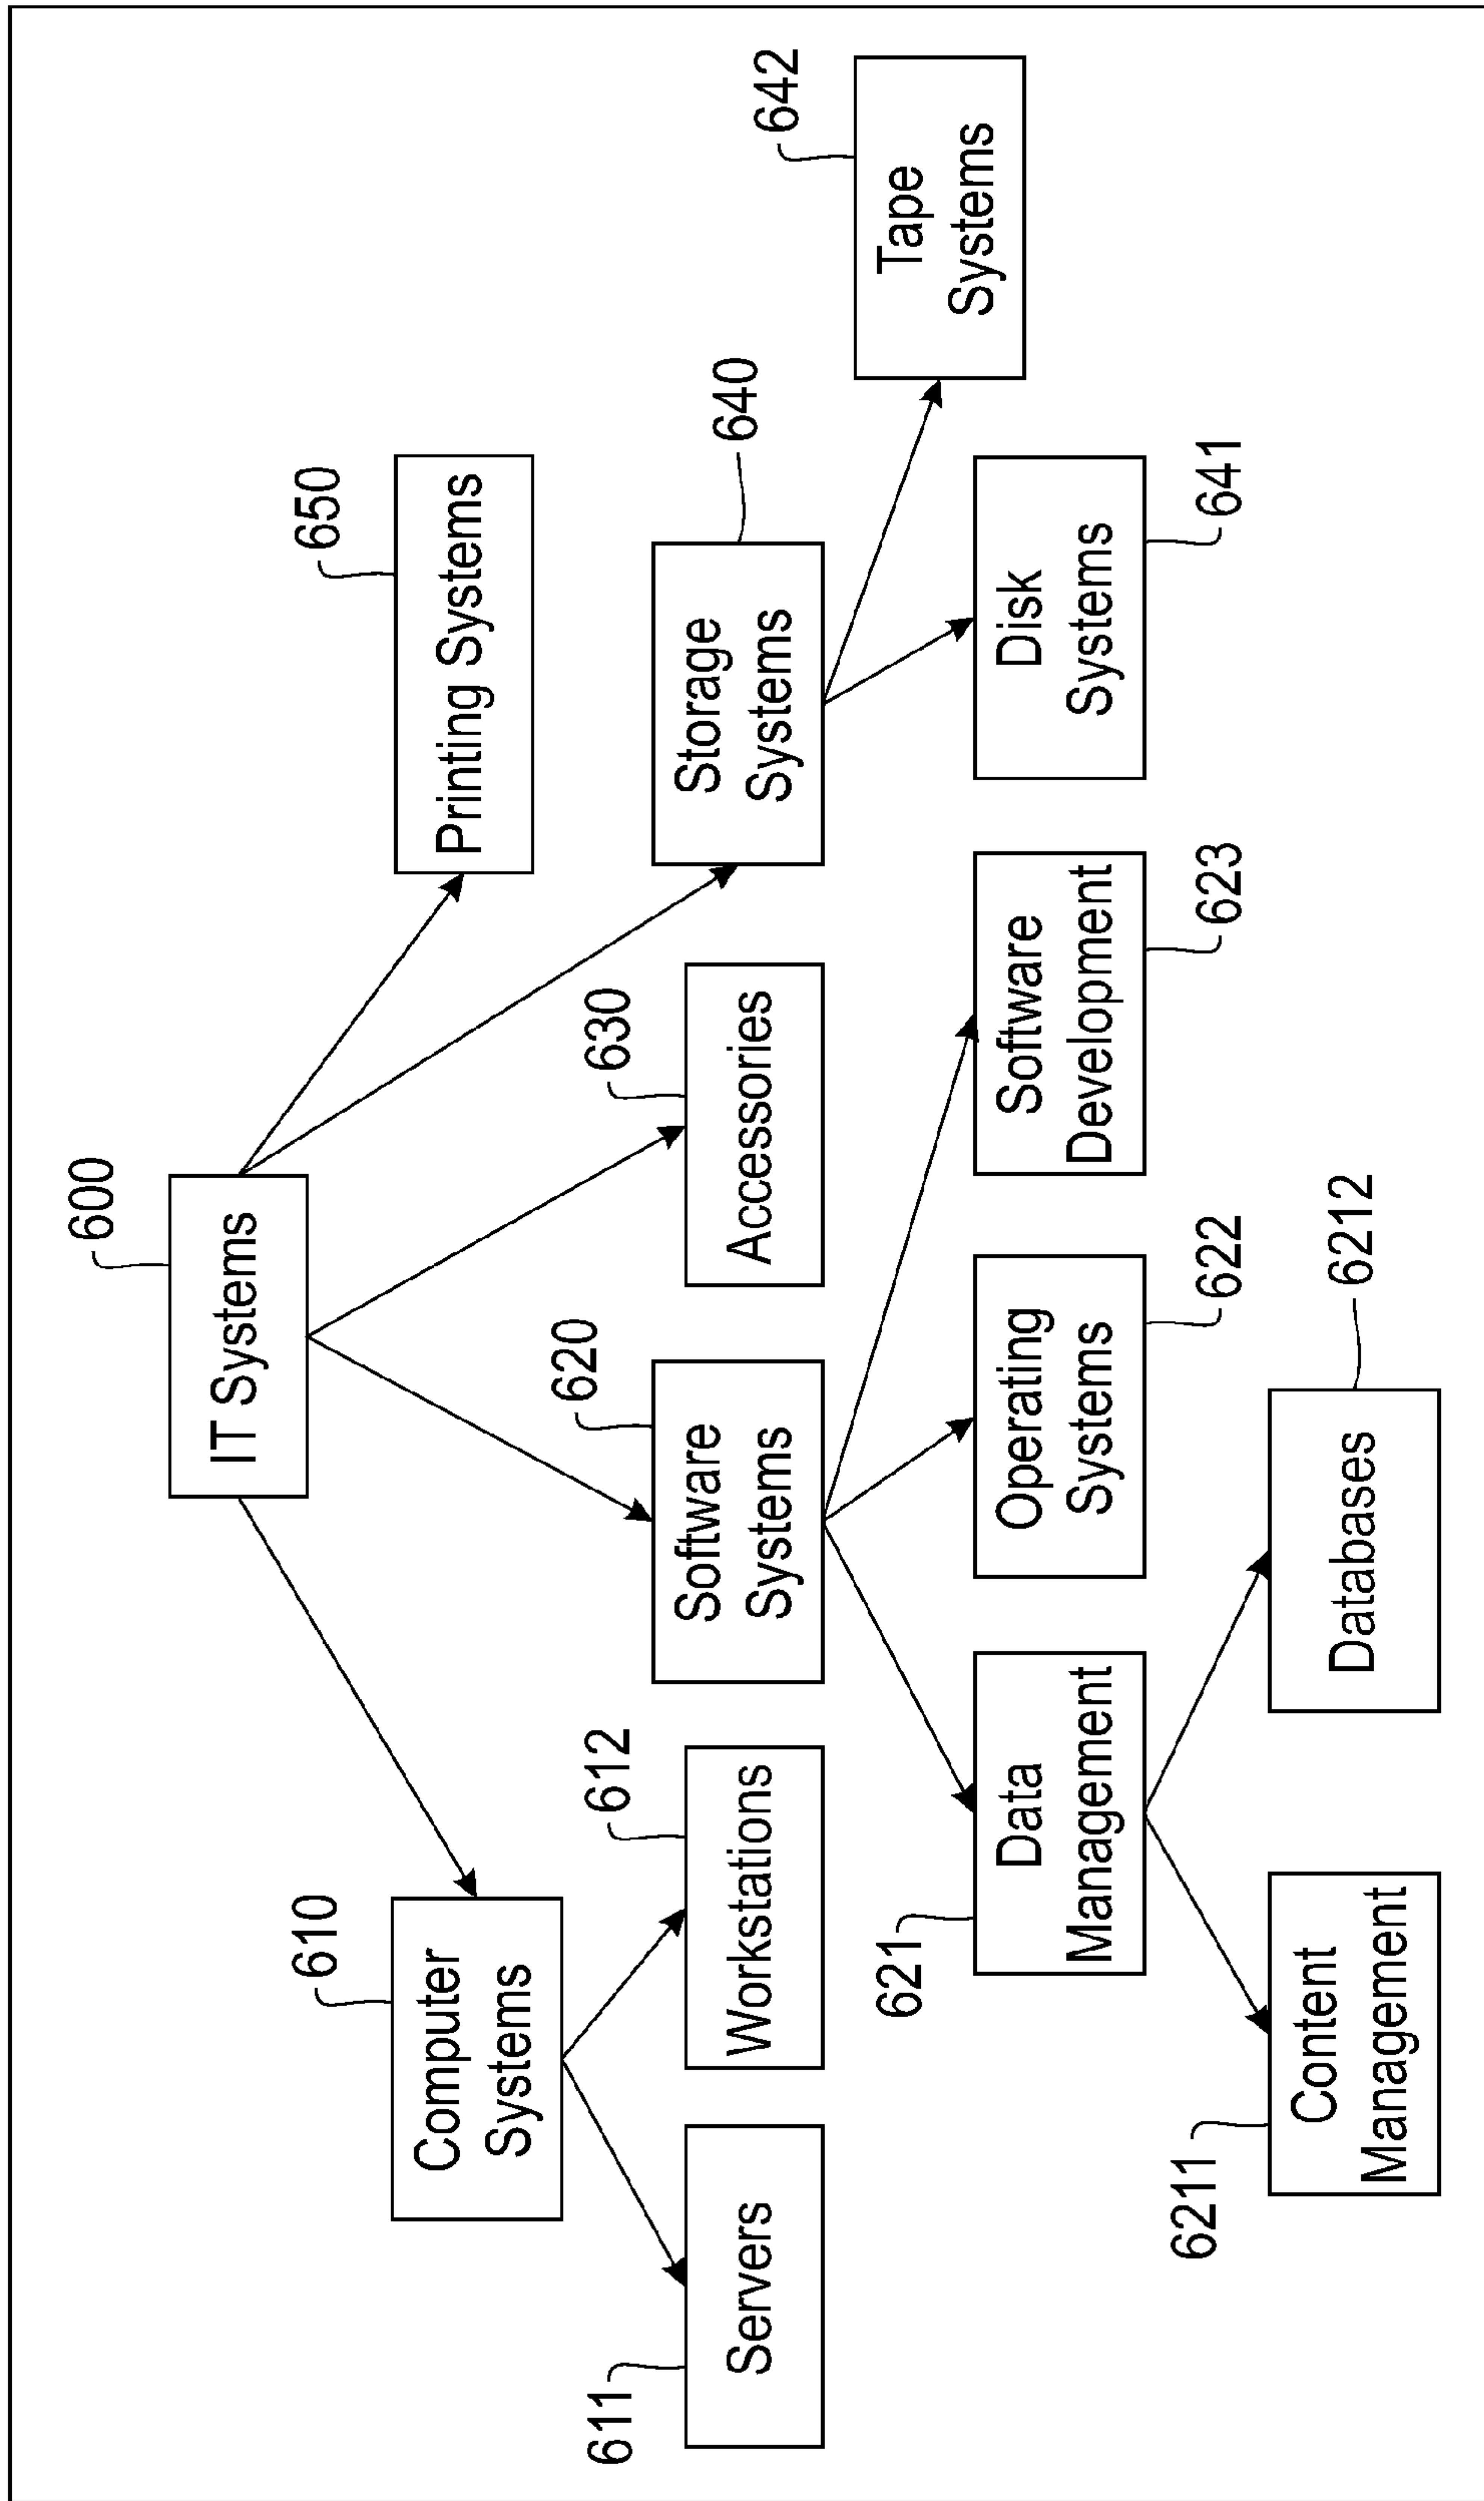 600
IT Systems
610
Computer
Systems
650
Printing Systems
611
Servers
612
Workstations
620
Software
Systems
630
Accessories
640
Storage
Systems
642
Tape
Systems
621
Data
Management
Operating
Systems
622
Software
Development
623
Disk
Systems
641
6211
Content
Management
Databases
6212